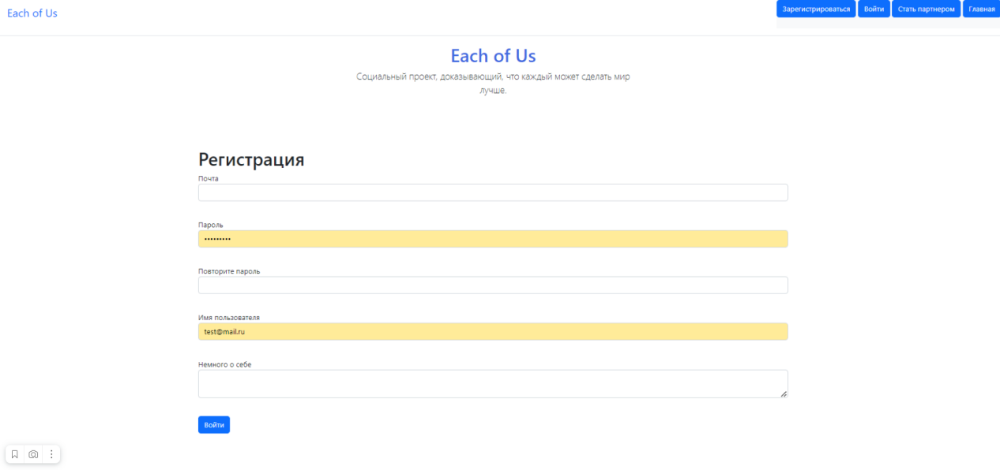 Each of Us
Зарегистрироваться Войти Стать партнером Главная
Each of Us
Социальный проект, доказывающий, что каждый может сделать мир
лучше.
Регистрация
Почта
Пароль
•••••••••
Повторите пароль
Имя пользователя
test@mail.ru
Немного о себе
Войти